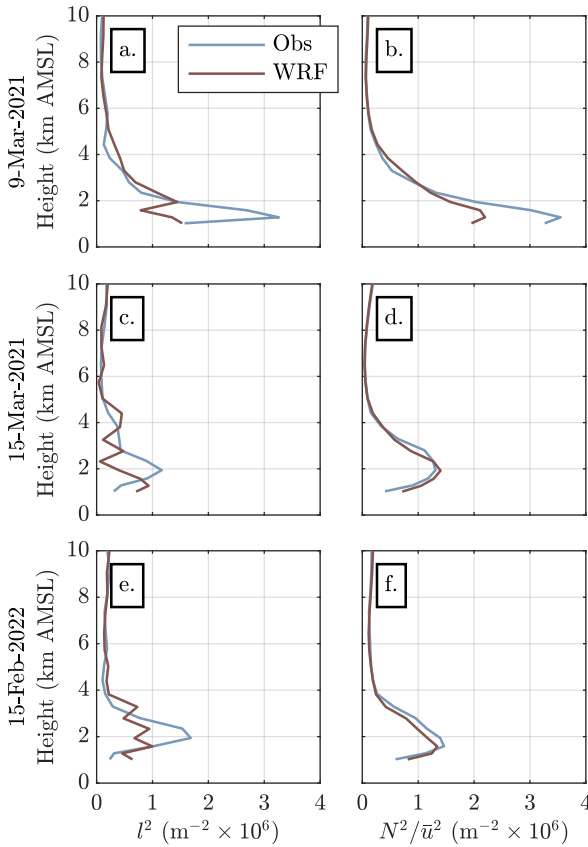 10
8
6
4
2
0
9-Mar-2021
Height (km AMSL)
a.
Obs
WRF
b.
10
8
6
4
2
0
15-Mar-2021
Height (km AMSL)
c.
d.
10
8
6
4
2
0
15-Feb-2022
Height (km AMSL)
e.
f.
0 1 2 3 4
0 1 2 3 4
l² (m⁻² × 10⁶)
N²/ū² (m⁻² × 10⁶)